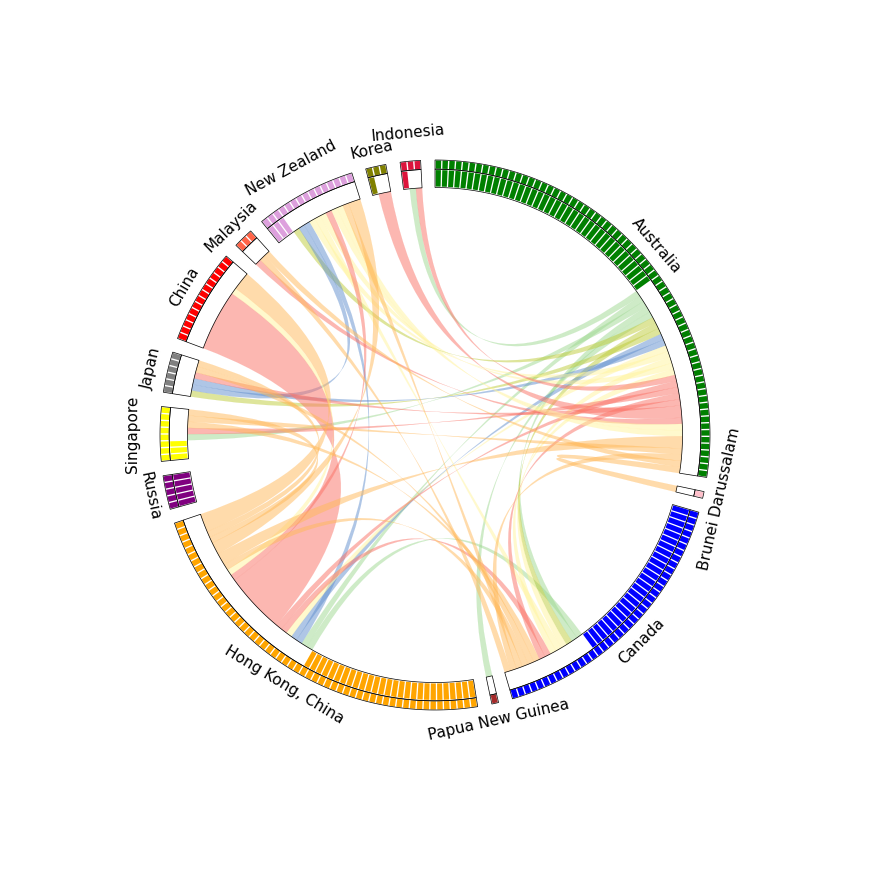 Indonesia
Korea
New Zealand
Malaysia
China
Japan
Singapore
Russia
Hong Kong, China
Papua New Guinea
Canada
Brunei Darussalam
Australia